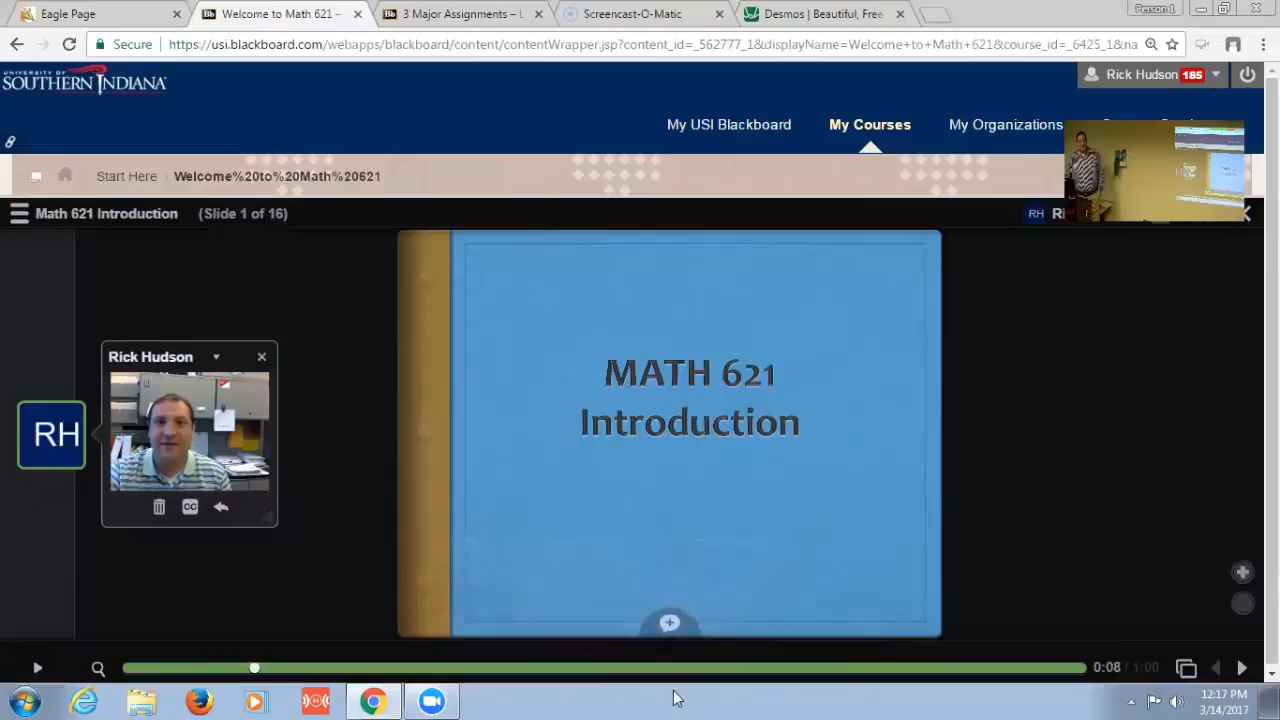 Eagle Page
Welcome to Math 621 –
3 Major Assignments – L
Screencast-O-Matic
Desmos | Beautiful, Free
Person 1
Secure
https://usi.blackboard.com/webapps/blackboard/content/contentWrapper.jsp?content_id=_562777_1&displayName=Welcome+to+Math+621&course_id=_6425_1&na
UNIVERSITY OF
SOUTHERN INDIANA
Rick Hudson 185
My USI Blackboard
My Courses
My Organizations
Start Here
Welcome%20to%20Math%20621
Math 621 Introduction (Slide 1 of 16)
RH
Rick Hudson
RH
CC
MATH 621
Introduction
0:08 / 1:00
12:17 PM
3/14/2017